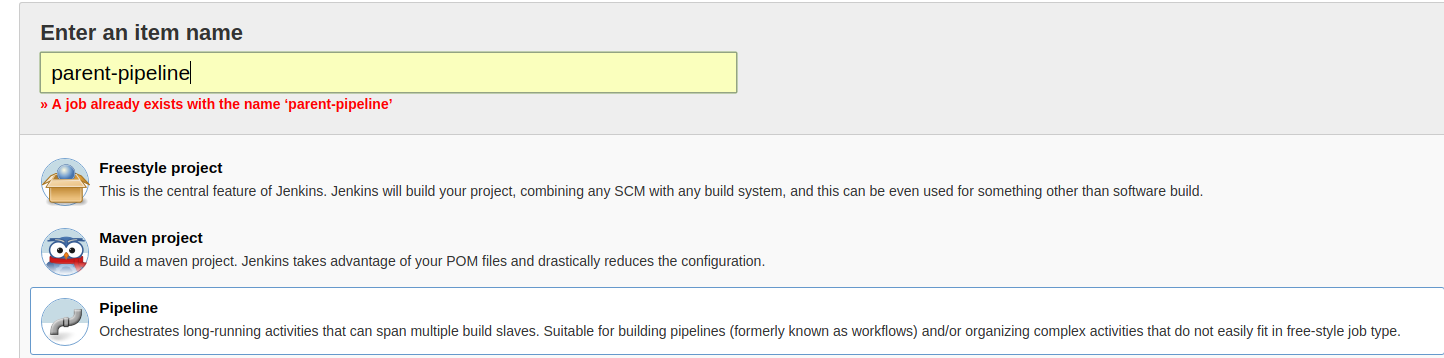 Enter an item name
parent-pipeline
» A job already exists with the name ‘parent-pipeline’
Freestyle project
This is the central feature of Jenkins. Jenkins will build your project, combining any SCM with any build system, and this can be even used for something other than software build.
Maven project
Build a maven project. Jenkins takes advantage of your POM files and drastically reduces the configuration.
Pipeline
Orchestrates long-running activities that can span multiple build slaves. Suitable for building pipelines (formerly known as workflows) and/or organizing complex activities that do not easily fit in free-style job type.